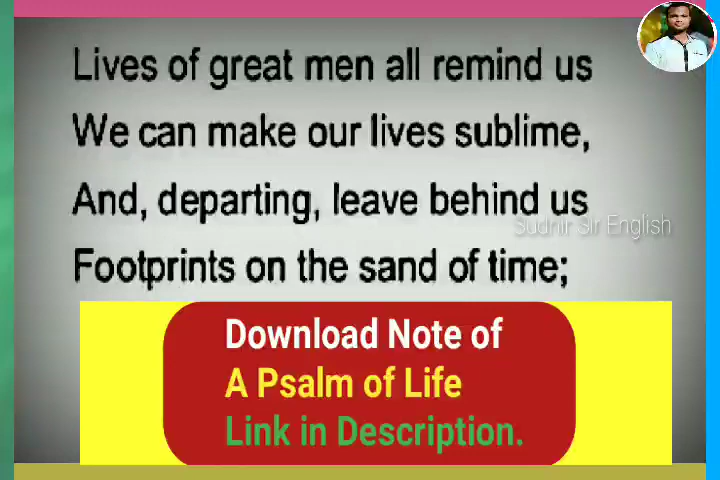 Lives of great men all remind us
We can make our lives sublime,
And, departing, leave behind us
Sudhir Sir English
Footprints on the sand of time;
Download Note of
A Psalm of Life
Link in Description.